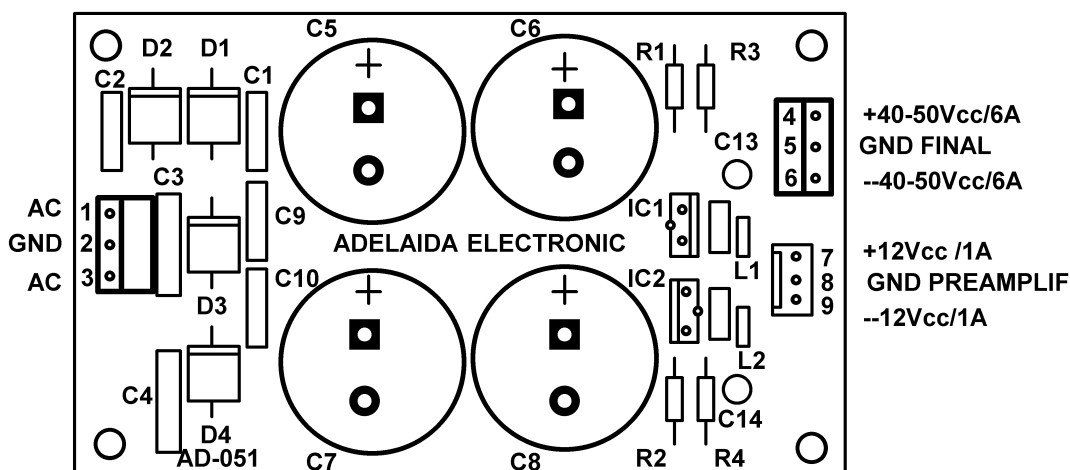 C5
C6
D2 D1
R1 R3
C2
C1
4 +40-50Vcc/6A
5 GND FINAL
6 --40-50Vcc/6A
C13
C3
AC 1
GND 2
AC 3
C9
IC1
ADELAIDA ELECTRONIC
7 +12Vcc /1A
8 GND PREAMPLIF
9 --12Vcc/1A
L1
C10
IC2
D3
L2
C4
C14
D4
AD-051
C7
C8
R2 R4